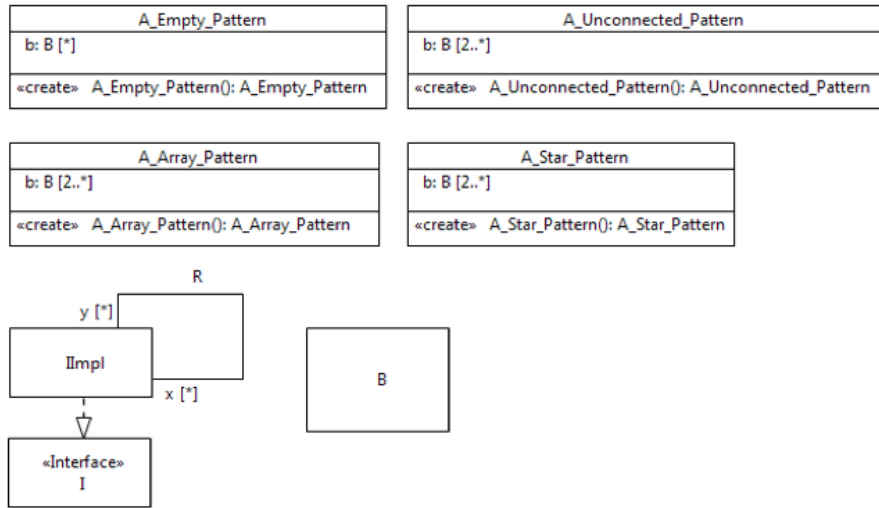 A_Empty_Pattern
b: B [*]
«create» A_Empty_Pattern(): A_Empty_Pattern
A_Unconnected_Pattern
b: B [2..*]
«create» A_Unconnected_Pattern(): A_Unconnected_Pattern
A_Array_Pattern
b: B [2..*]
«create» A_Array_Pattern(): A_Array_Pattern
A_Star_Pattern
b: B [2..*]
«create» A_Star_Pattern(): A_Star_Pattern
R
y [*]
IImpl
x [*]
B
«Interface»
I